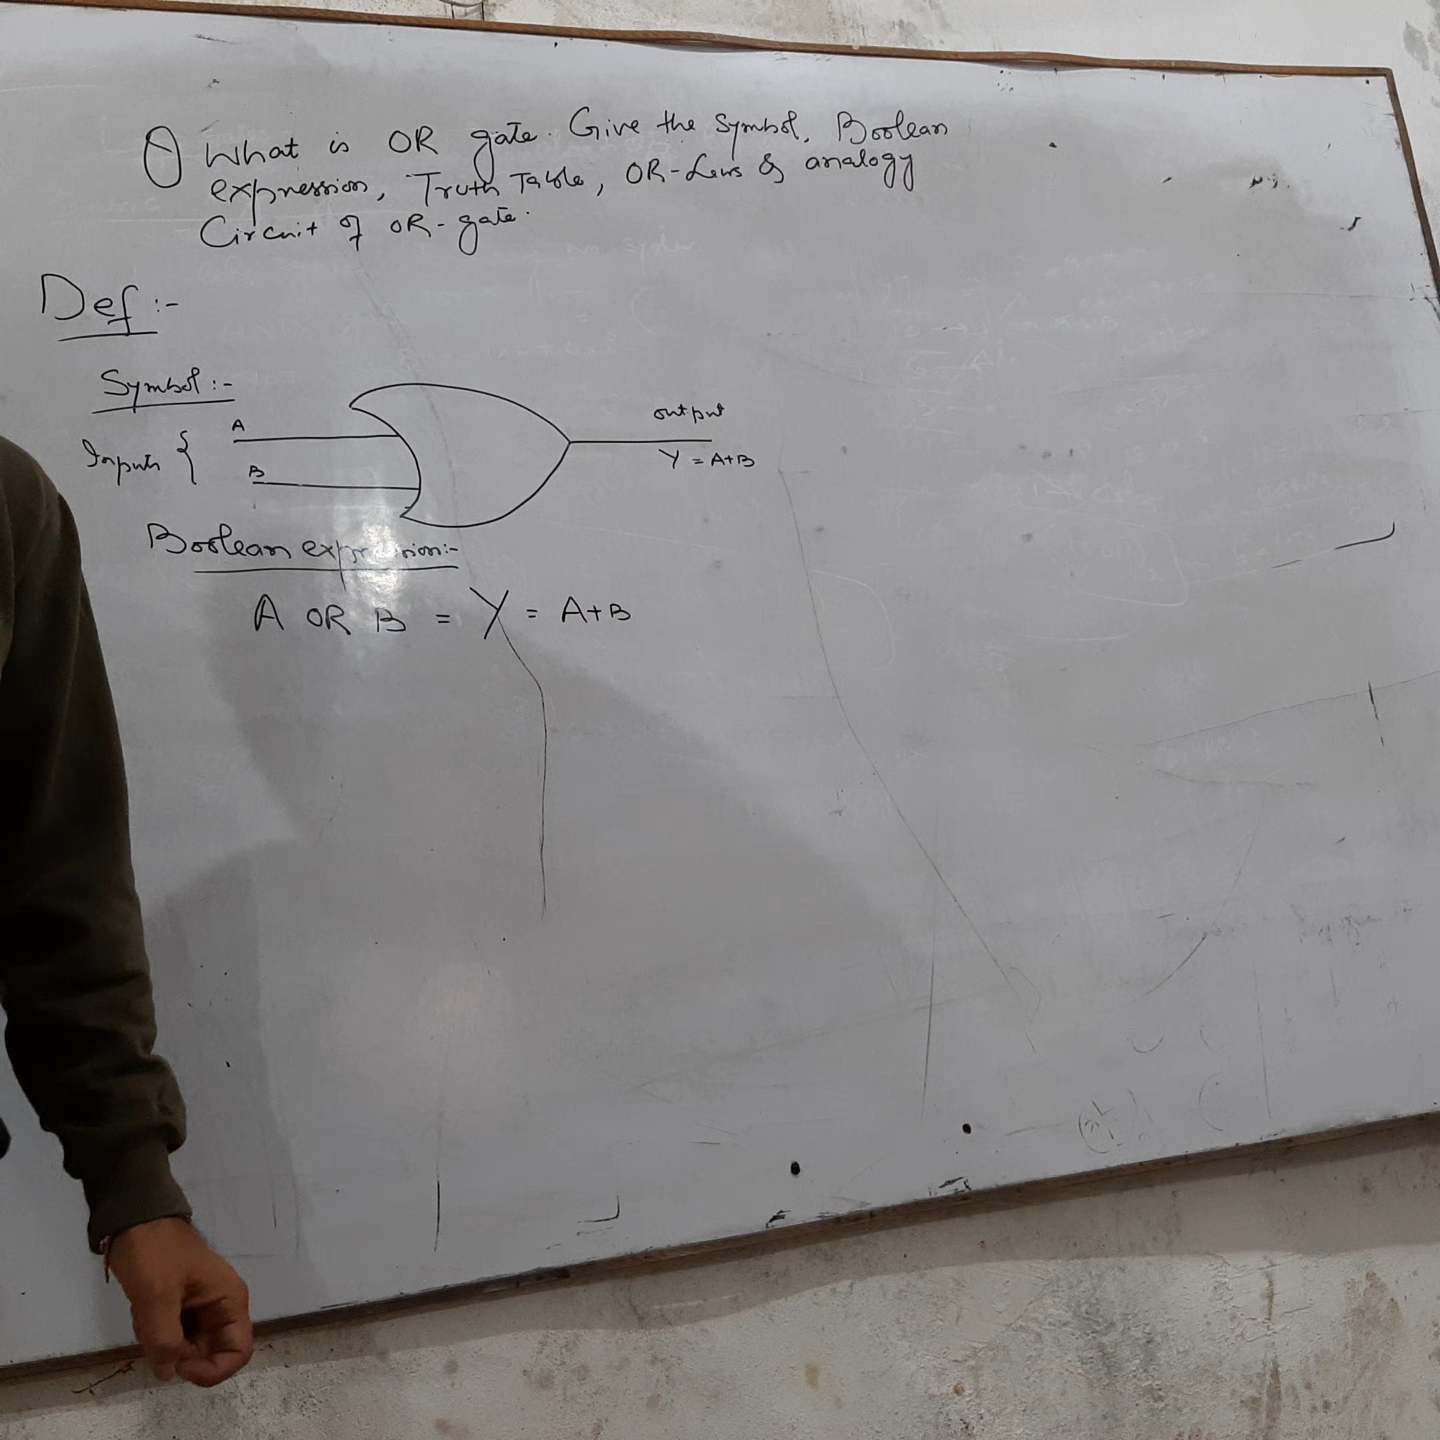 Q What is OR gate. Give the Symbol, Boolean
expression, Truth Table, OR-Laws & analogy
Circuit of OR-gate.
Def :-
Symbol :-
Inputs {
A
B
output
Y = A+B
Boolean expression:-
A OR B = Y = A+B